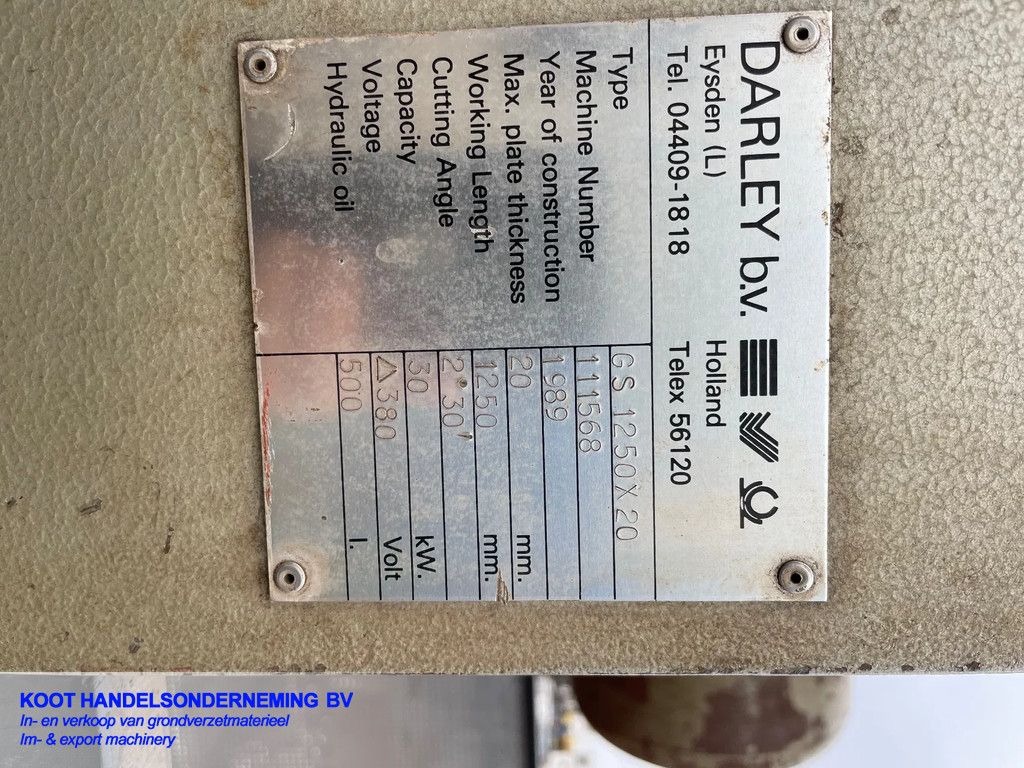 DARLEY b.v.
Eysden (L) Holland
Tel. 04409-1818 Telex 56120
Type GS 1250X20
Machine Number 111568
Year of construction 1989
Max. plate thickness 20 mm.
Working Length 1250 mm.
Cutting Angle 2°30'
Capacity 30 kW.
Voltage △380 Volt
Hydraulic oil 500 l.
KOOT HANDELSONDERNEMING BV
In- en verkoop van grondverzetmaterieel
Im- & export machinery